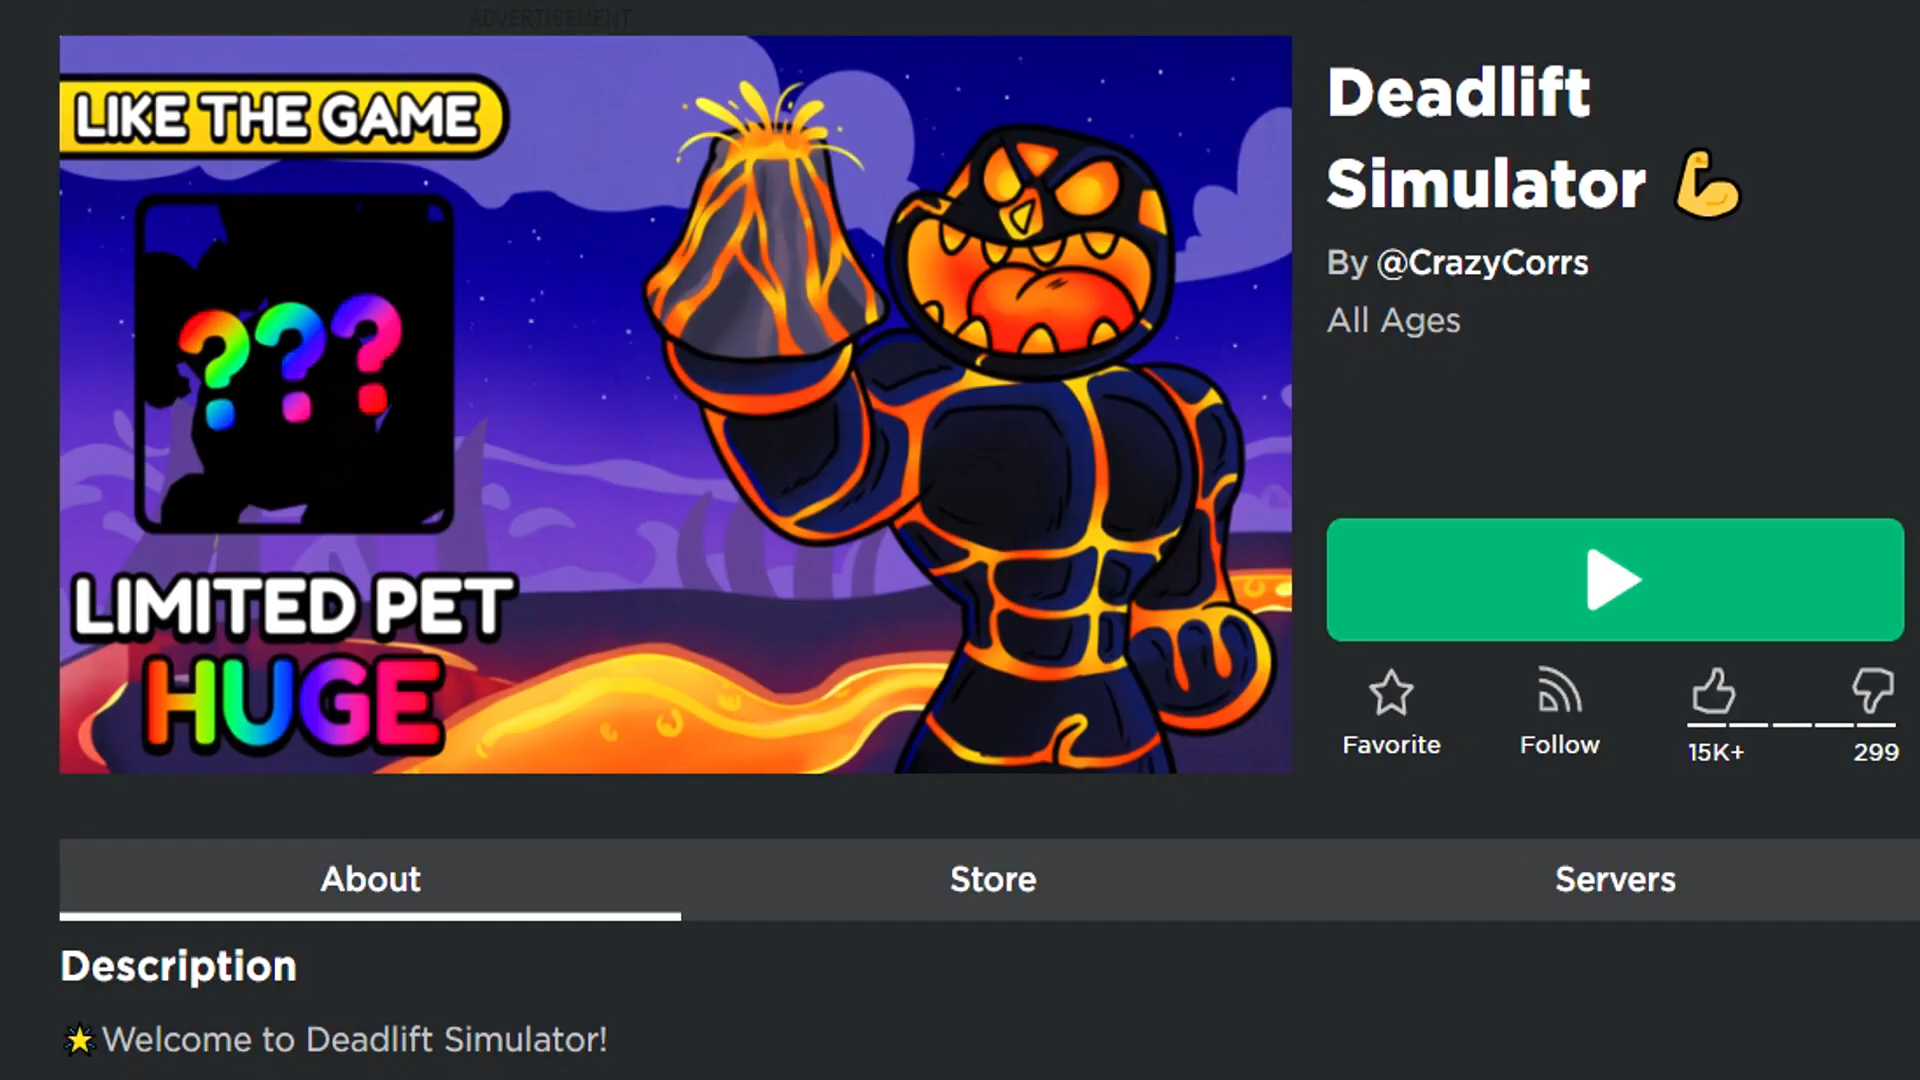 ADVERTISEMENT
LIKE THE GAME
???
LIMITED PET
HUGE
Deadlift
Simulator 💪
By @CrazyCorrs
All Ages
Favorite
Follow
15K+
299
About
Store
Servers
Description
🌟Welcome to Deadlift Simulator!